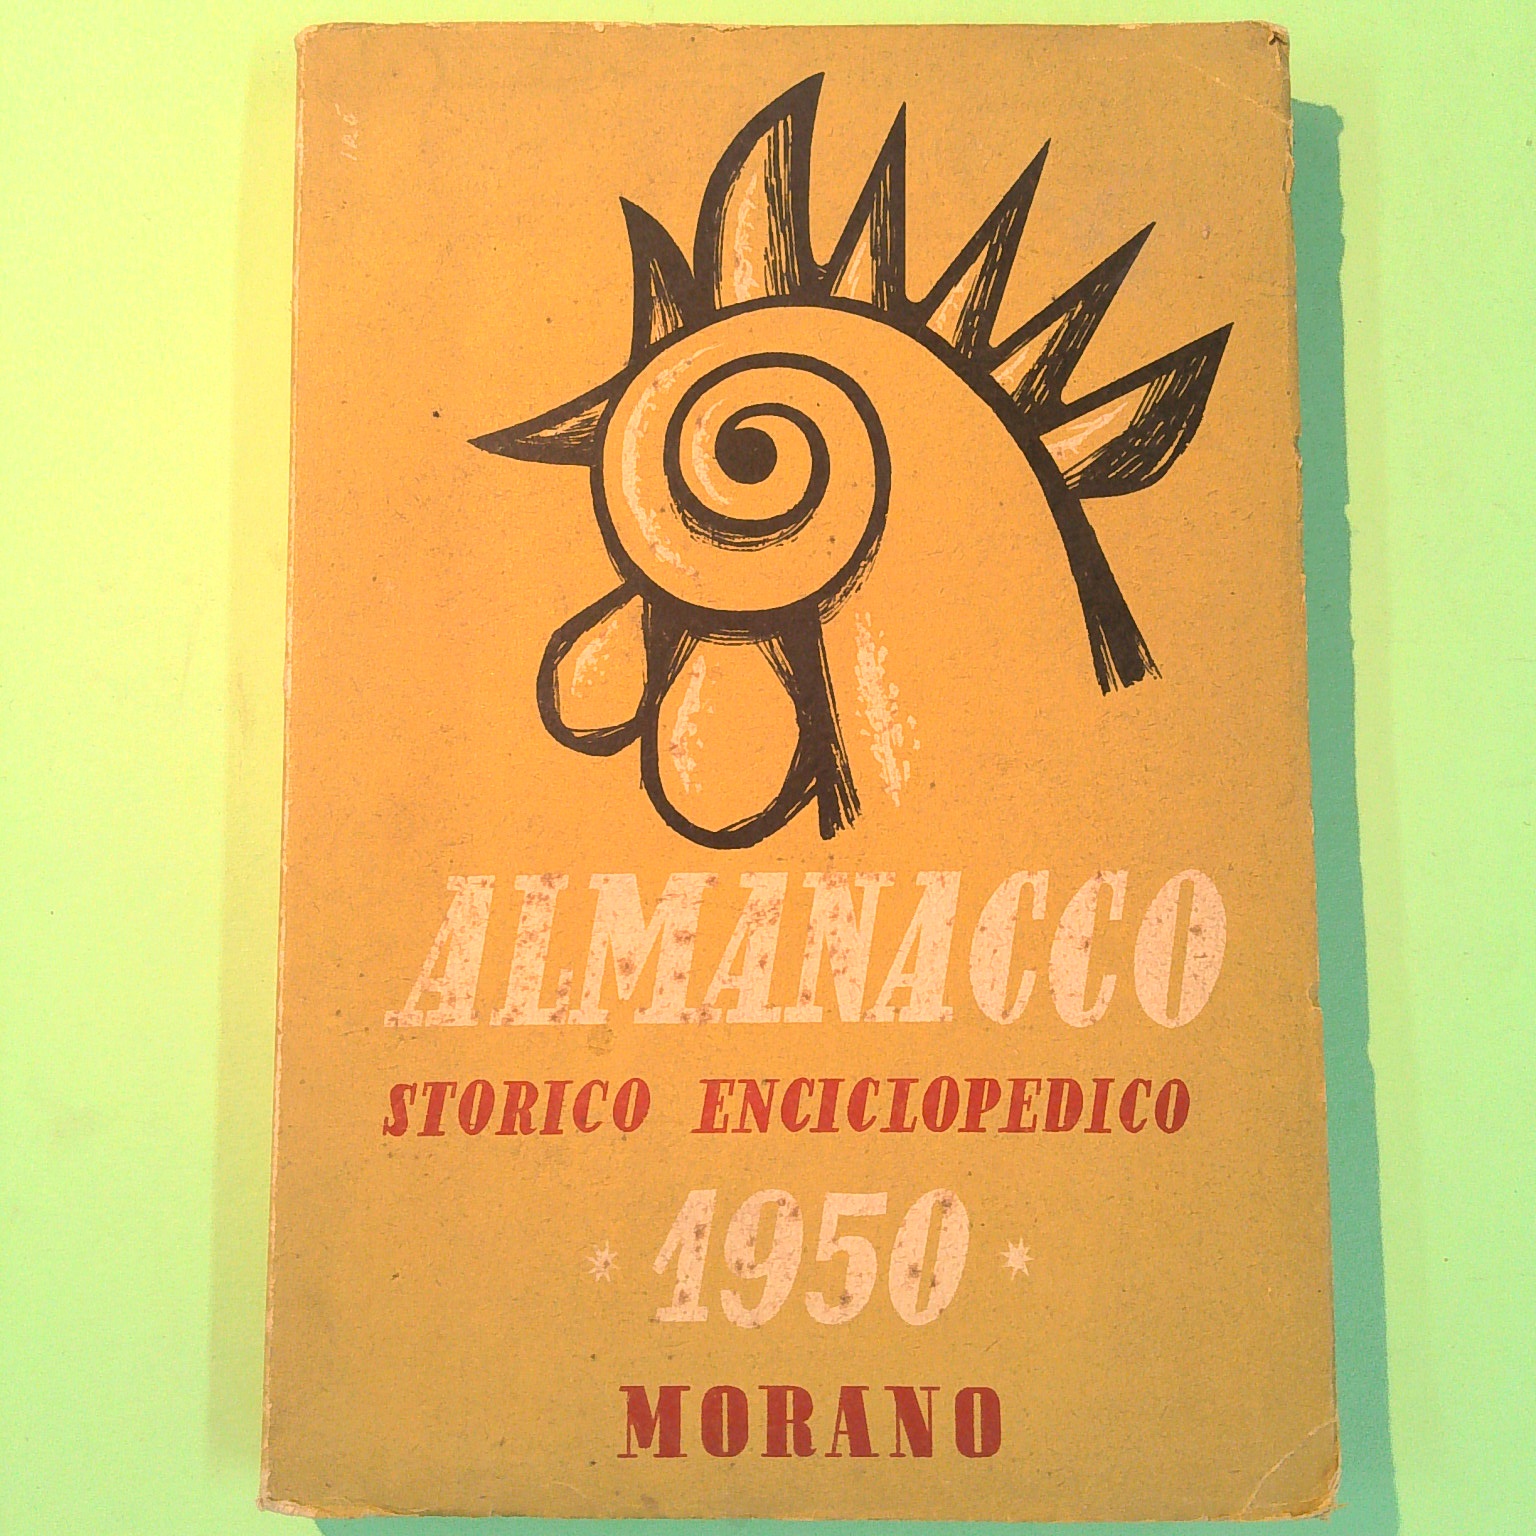 ALMANACCO
STORICO ENCICLOPEDICO
1950
MORANO